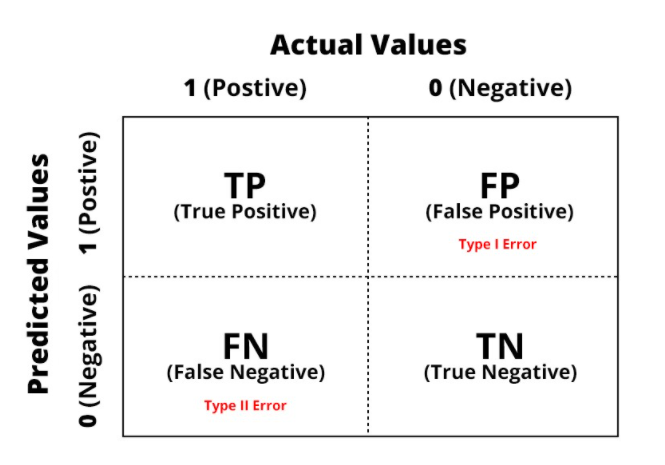 Actual Values
1 (Postive)
0 (Negative)
Predicted Values
1 (Postive)
0 (Negative)
TP
(True Positive)
FP
(False Positive)
Type I Error
FN
(False Negative)
Type II Error
TN
(True Negative)